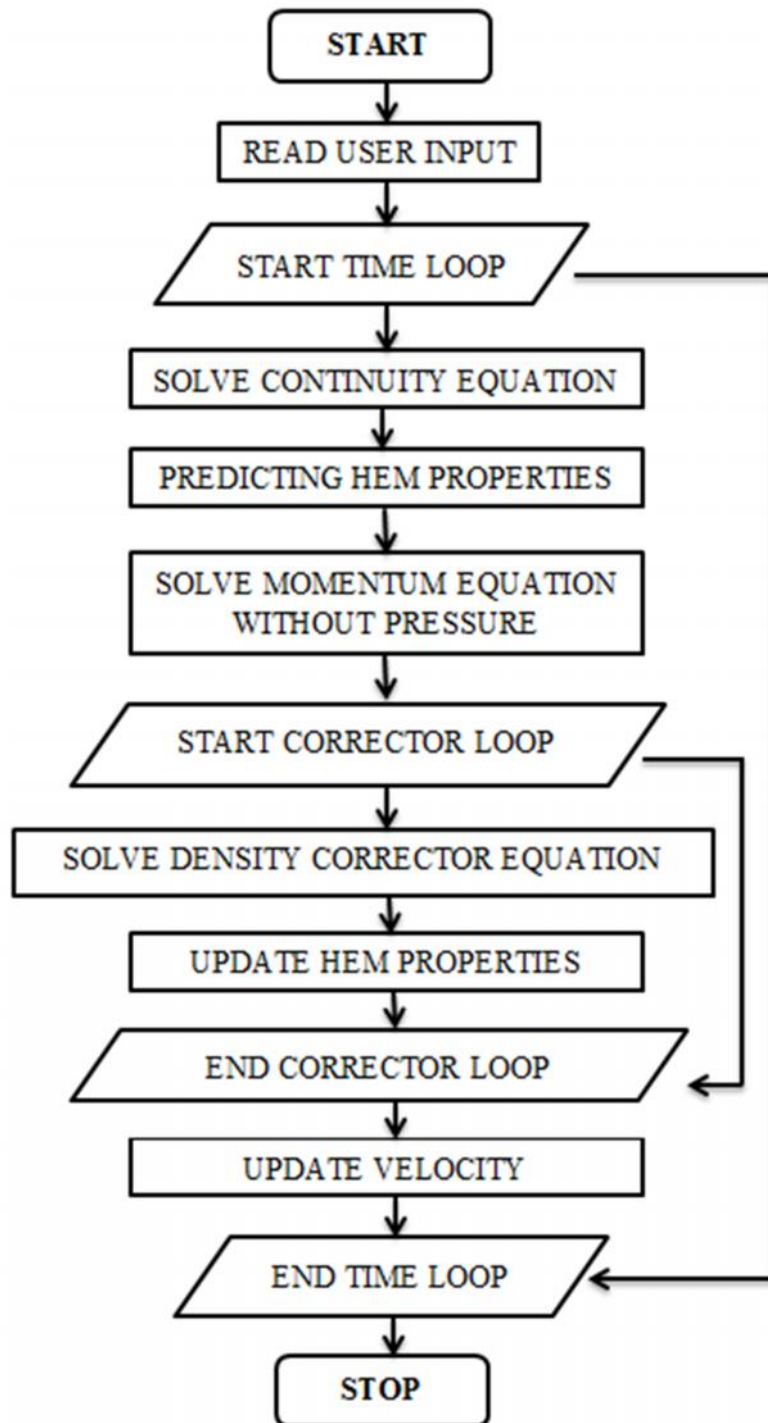 START
READ USER INPUT
START TIME LOOP
SOLVE CONTINUITY EQUATION
PREDICTING HEM PROPERTIES
SOLVE MOMENTUM EQUATION
WITHOUT PRESSURE
START CORRECTOR LOOP
SOLVE DENSITY CORRECTOR EQUATION
UPDATE HEM PROPERTIES
END CORRECTOR LOOP
UPDATE VELOCITY
END TIME LOOP
STOP